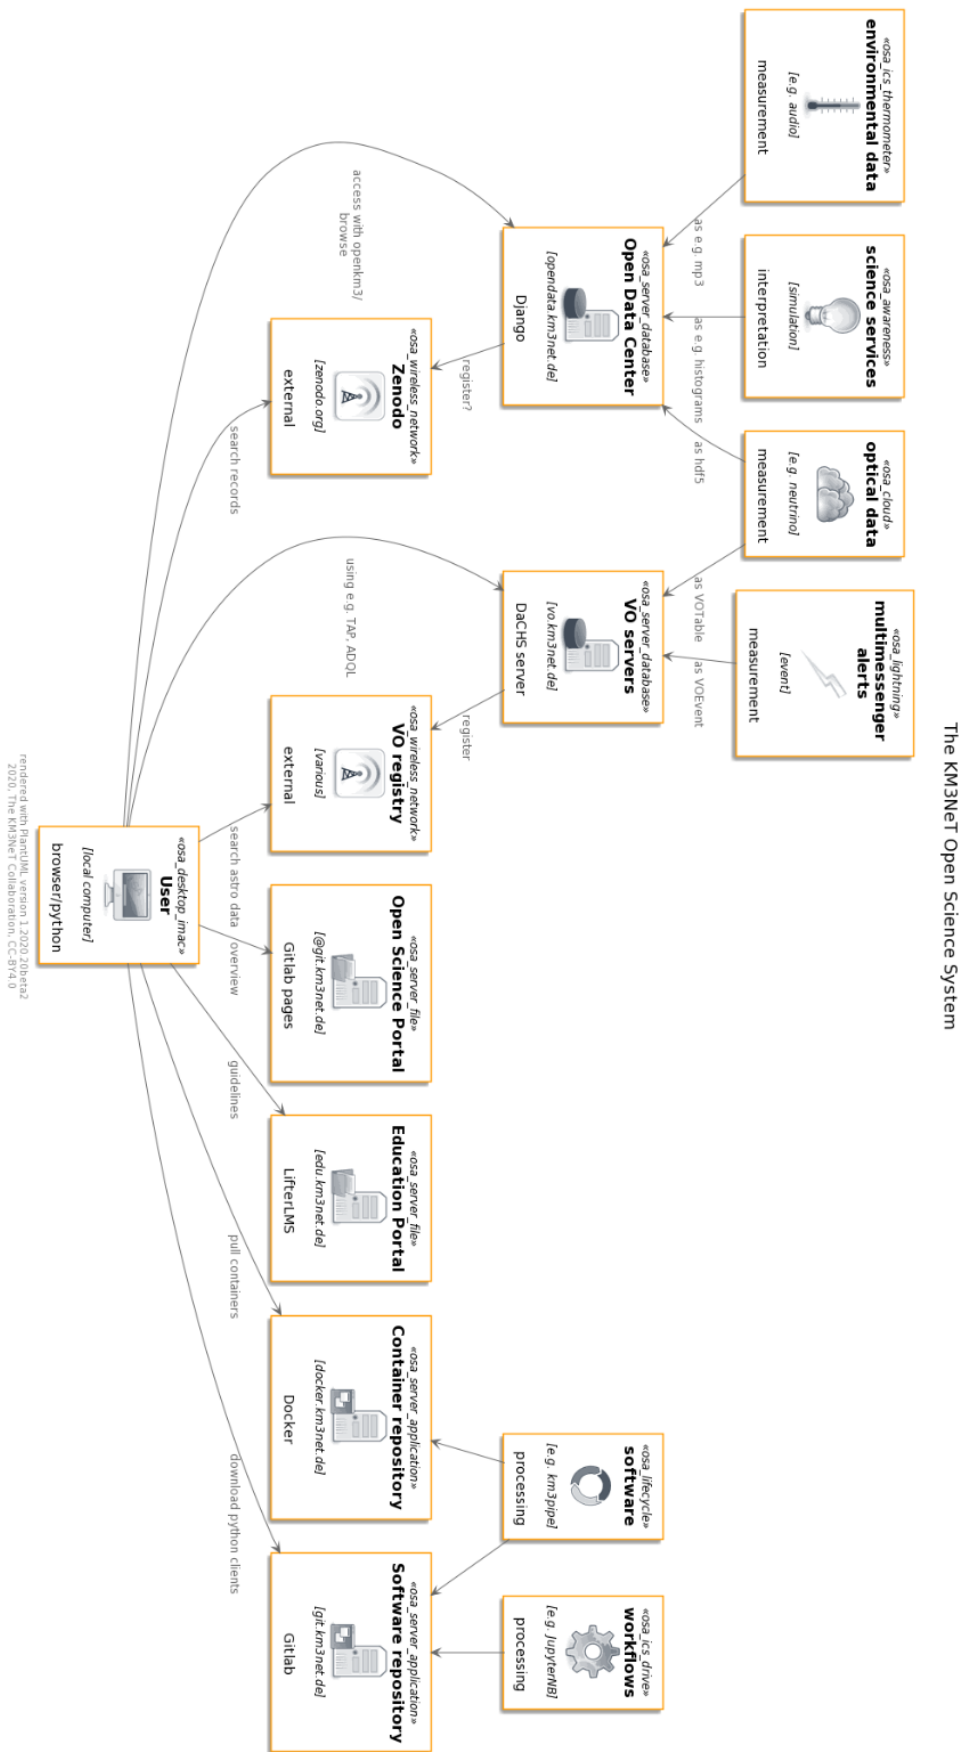 The KM3NeT Open Science System
«osa_ics_thermometer»
environmental data
[e.g. audio]
measurement
«osa_awareness»
science services
[simulation]
interpretation
«osa_cloud»
optical data
[e.g. neutrino]
measurement
«osa_lightning»
multimessenger
alerts
[event]
measurement
as e.g. mp3
as e.g. histograms
as hdf5
as VOTable
as VOEvent
«osa_server_database»
Open Data Center
[opendata.km3net.de]
Django
«osa_server_database»
VO servers
[vo.km3net.de]
DaCHS server
«osa_lifecycle»
software
[e.g. km3pipe]
processing
«osa_ics_drive»
workflows
[e.g. JupyterNB]
processing
register?
register
«osa_wireless_network»
Zenodo
[zenodo.org]
external
«osa_wireless_network»
VO registry
[various]
external
«osa_server_file»
Open Science Portal
[@git.km3net.de]
Gitlab pages
«osa_server_file»
Education Portal
[edu.km3net.de]
LifterLMS
«osa_server_application»
Container repository
[docker.km3net.de]
Docker
«osa_server_application»
Software repository
[git.km3net.de]
Gitlab
access with openkm3/
browse
using e.g. TAP, ADQL
search records
search astro data
overview
guidelines
pull containers
download python clients
«osa_desktop_imac»
User
[local computer]
browser/python
rendered with PlantUML version 1.2020.20beta2
2020, The KM3NeT Collaboration, CC-BY4.0